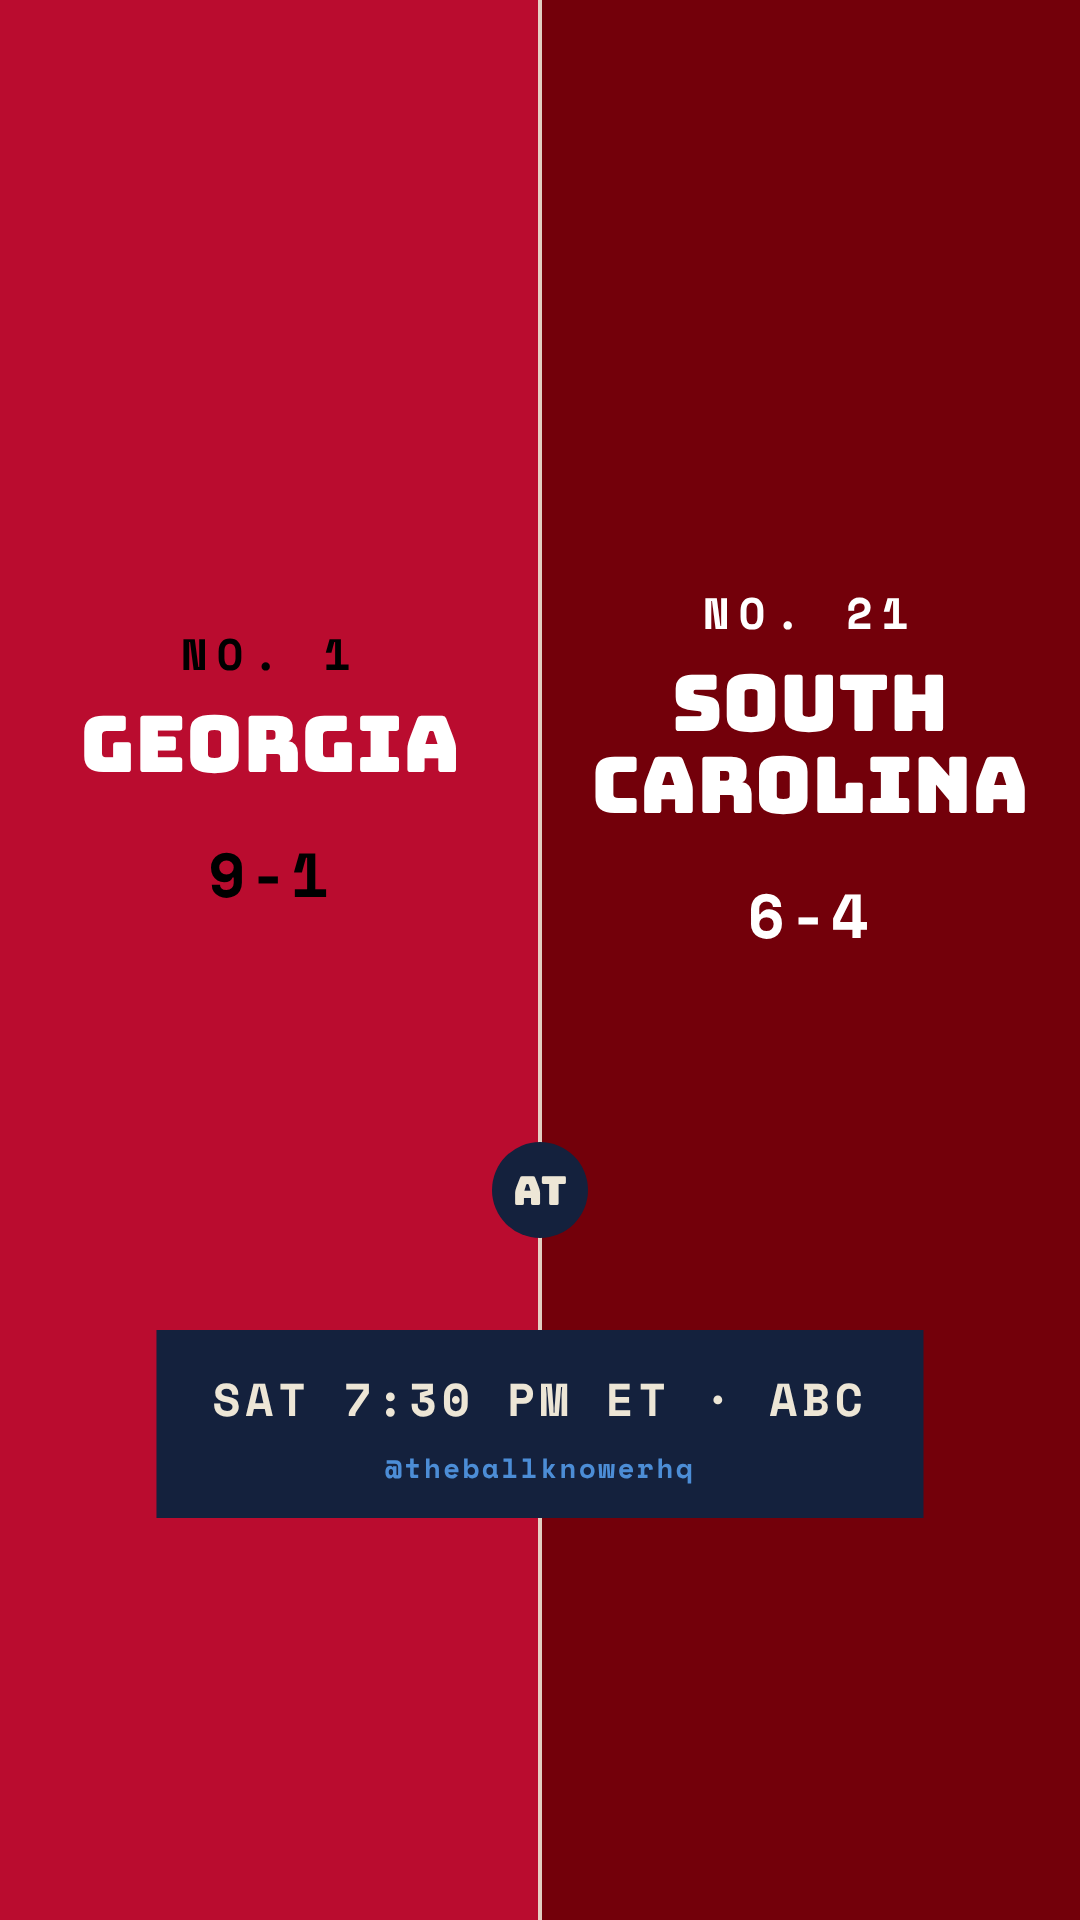 NO. 1
GEORGIA
9-1
NO. 21
SOUTH
CAROLINA
6-4
AT
SAT 7:30 PM ET · ABC
@theballknowerhq